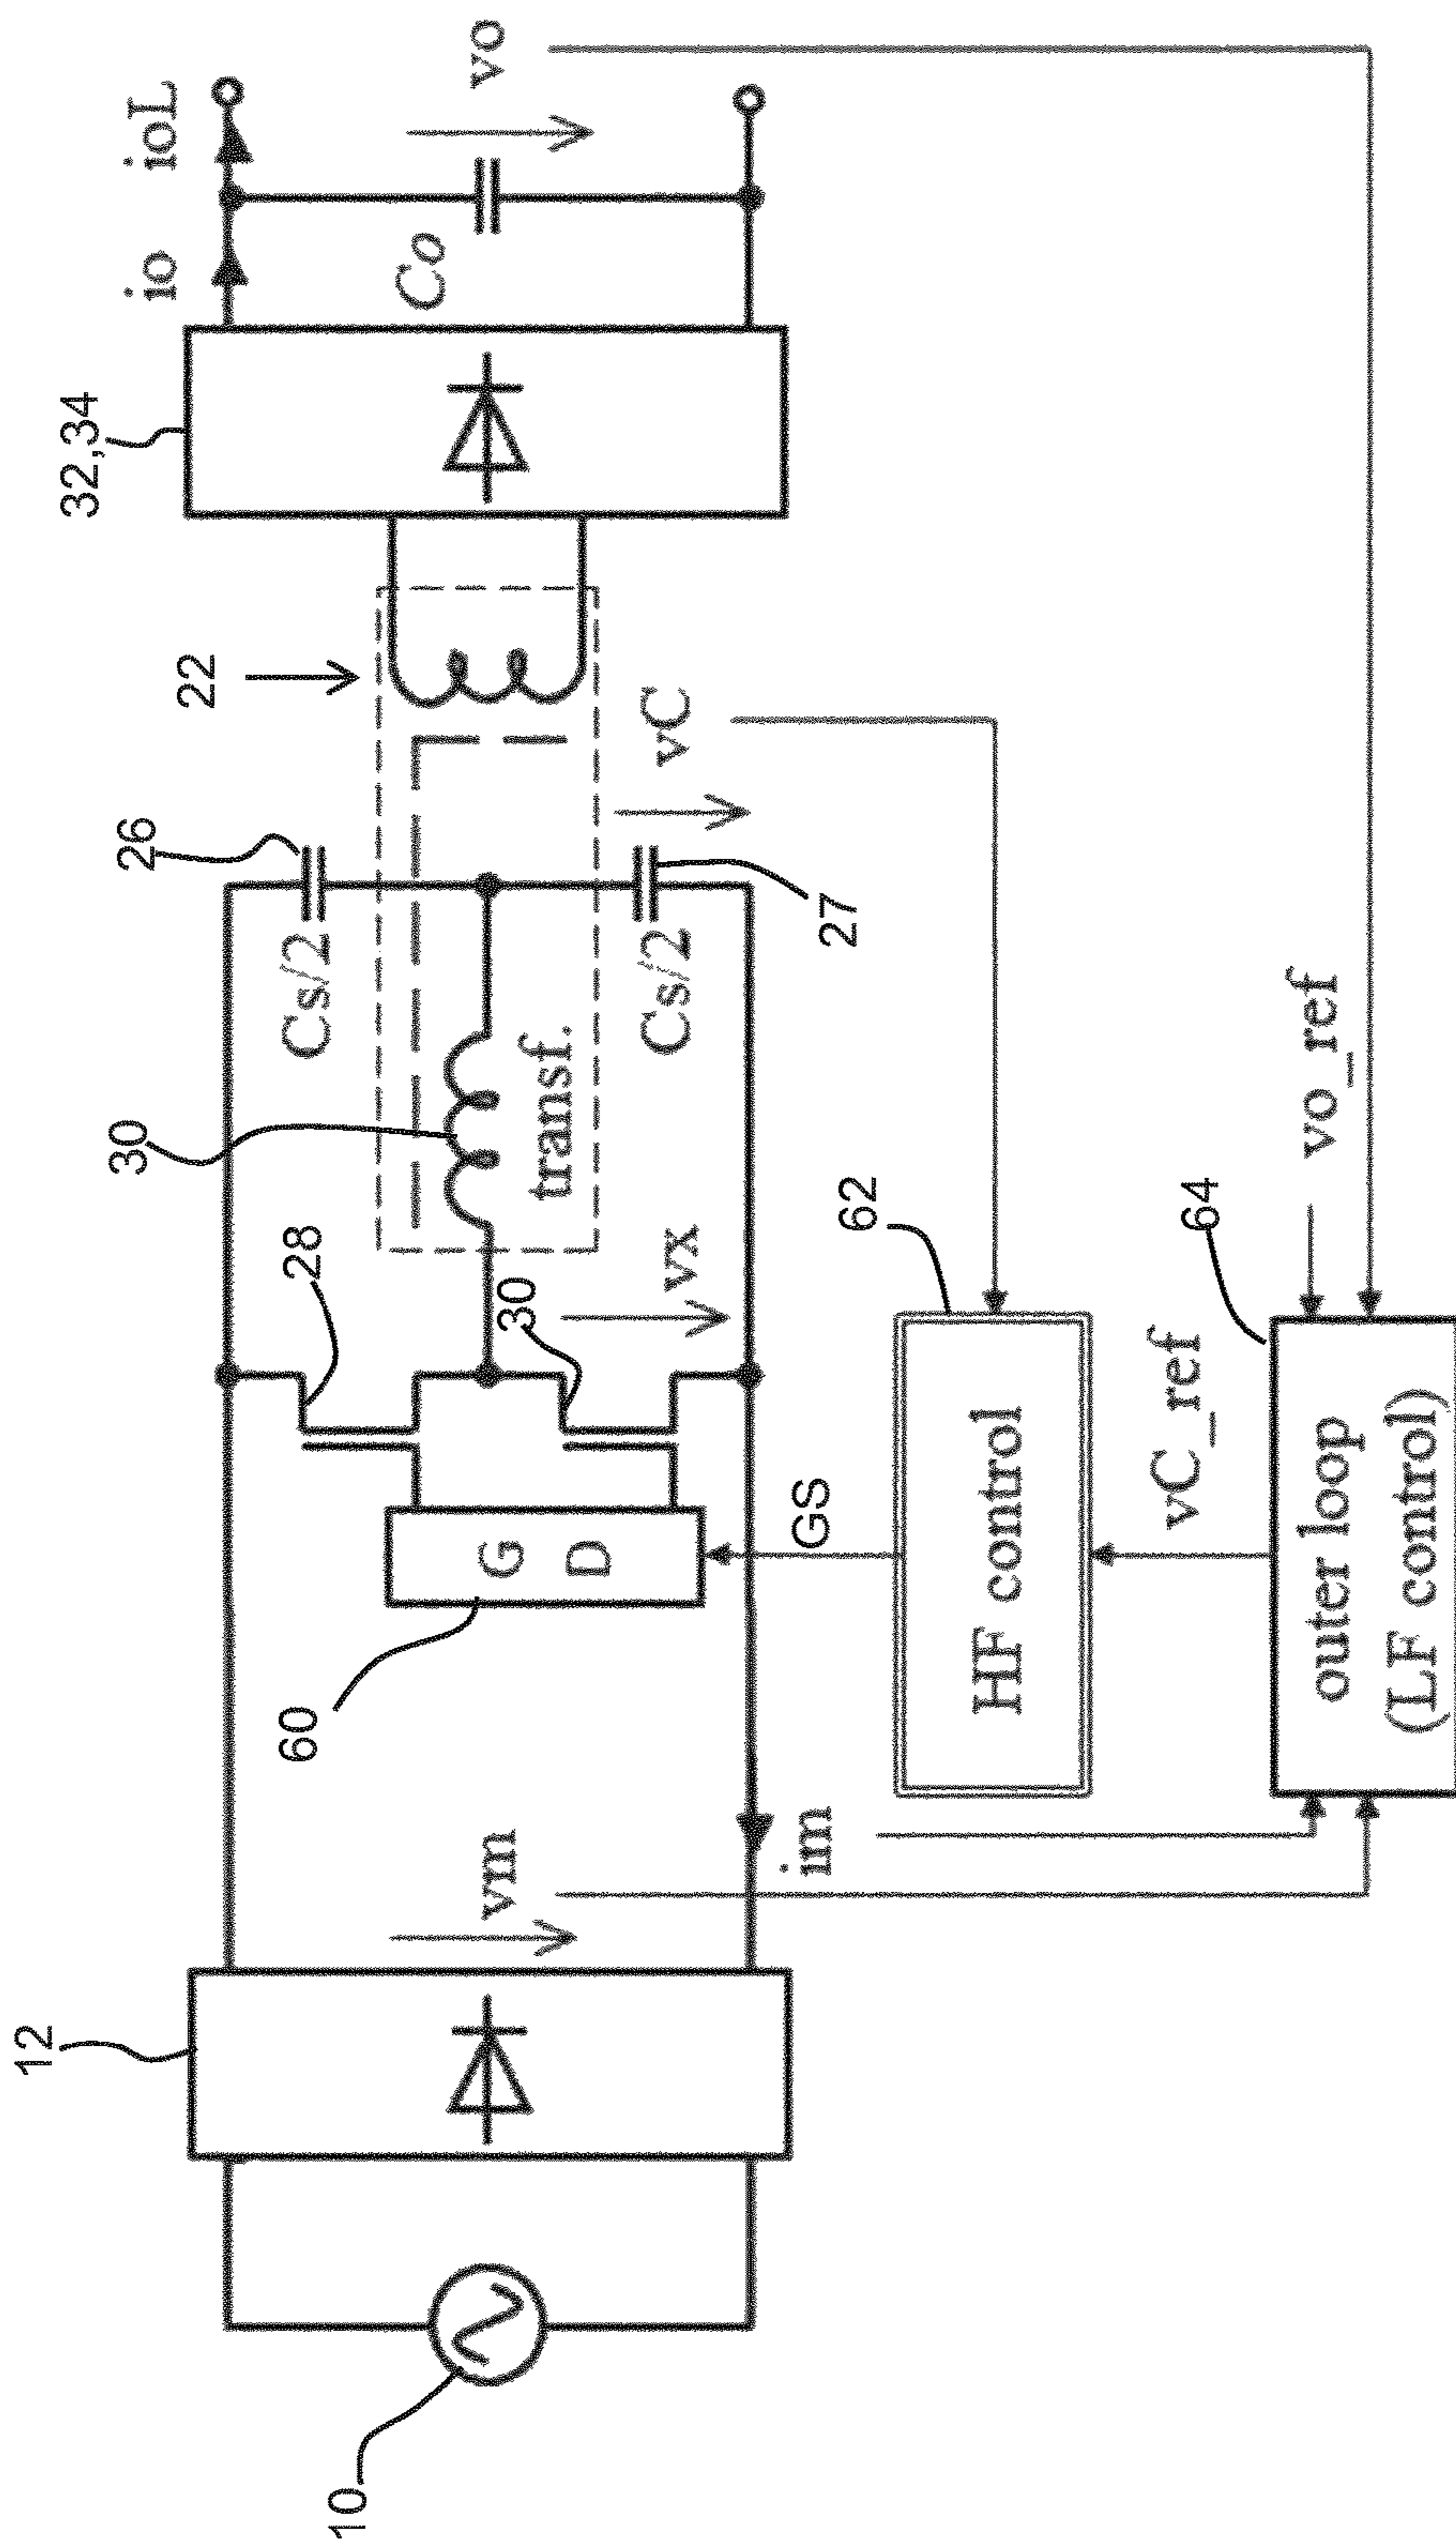 10
12
vm
im
60
G
D
GS
28
30
vx
30
transf.
Cs/2
26
Cs/2
27
vC
22
32,34
io
ioL
Co
vo
HF control
62
vC_ref
outer loop
(LF control)
64
vo_ref